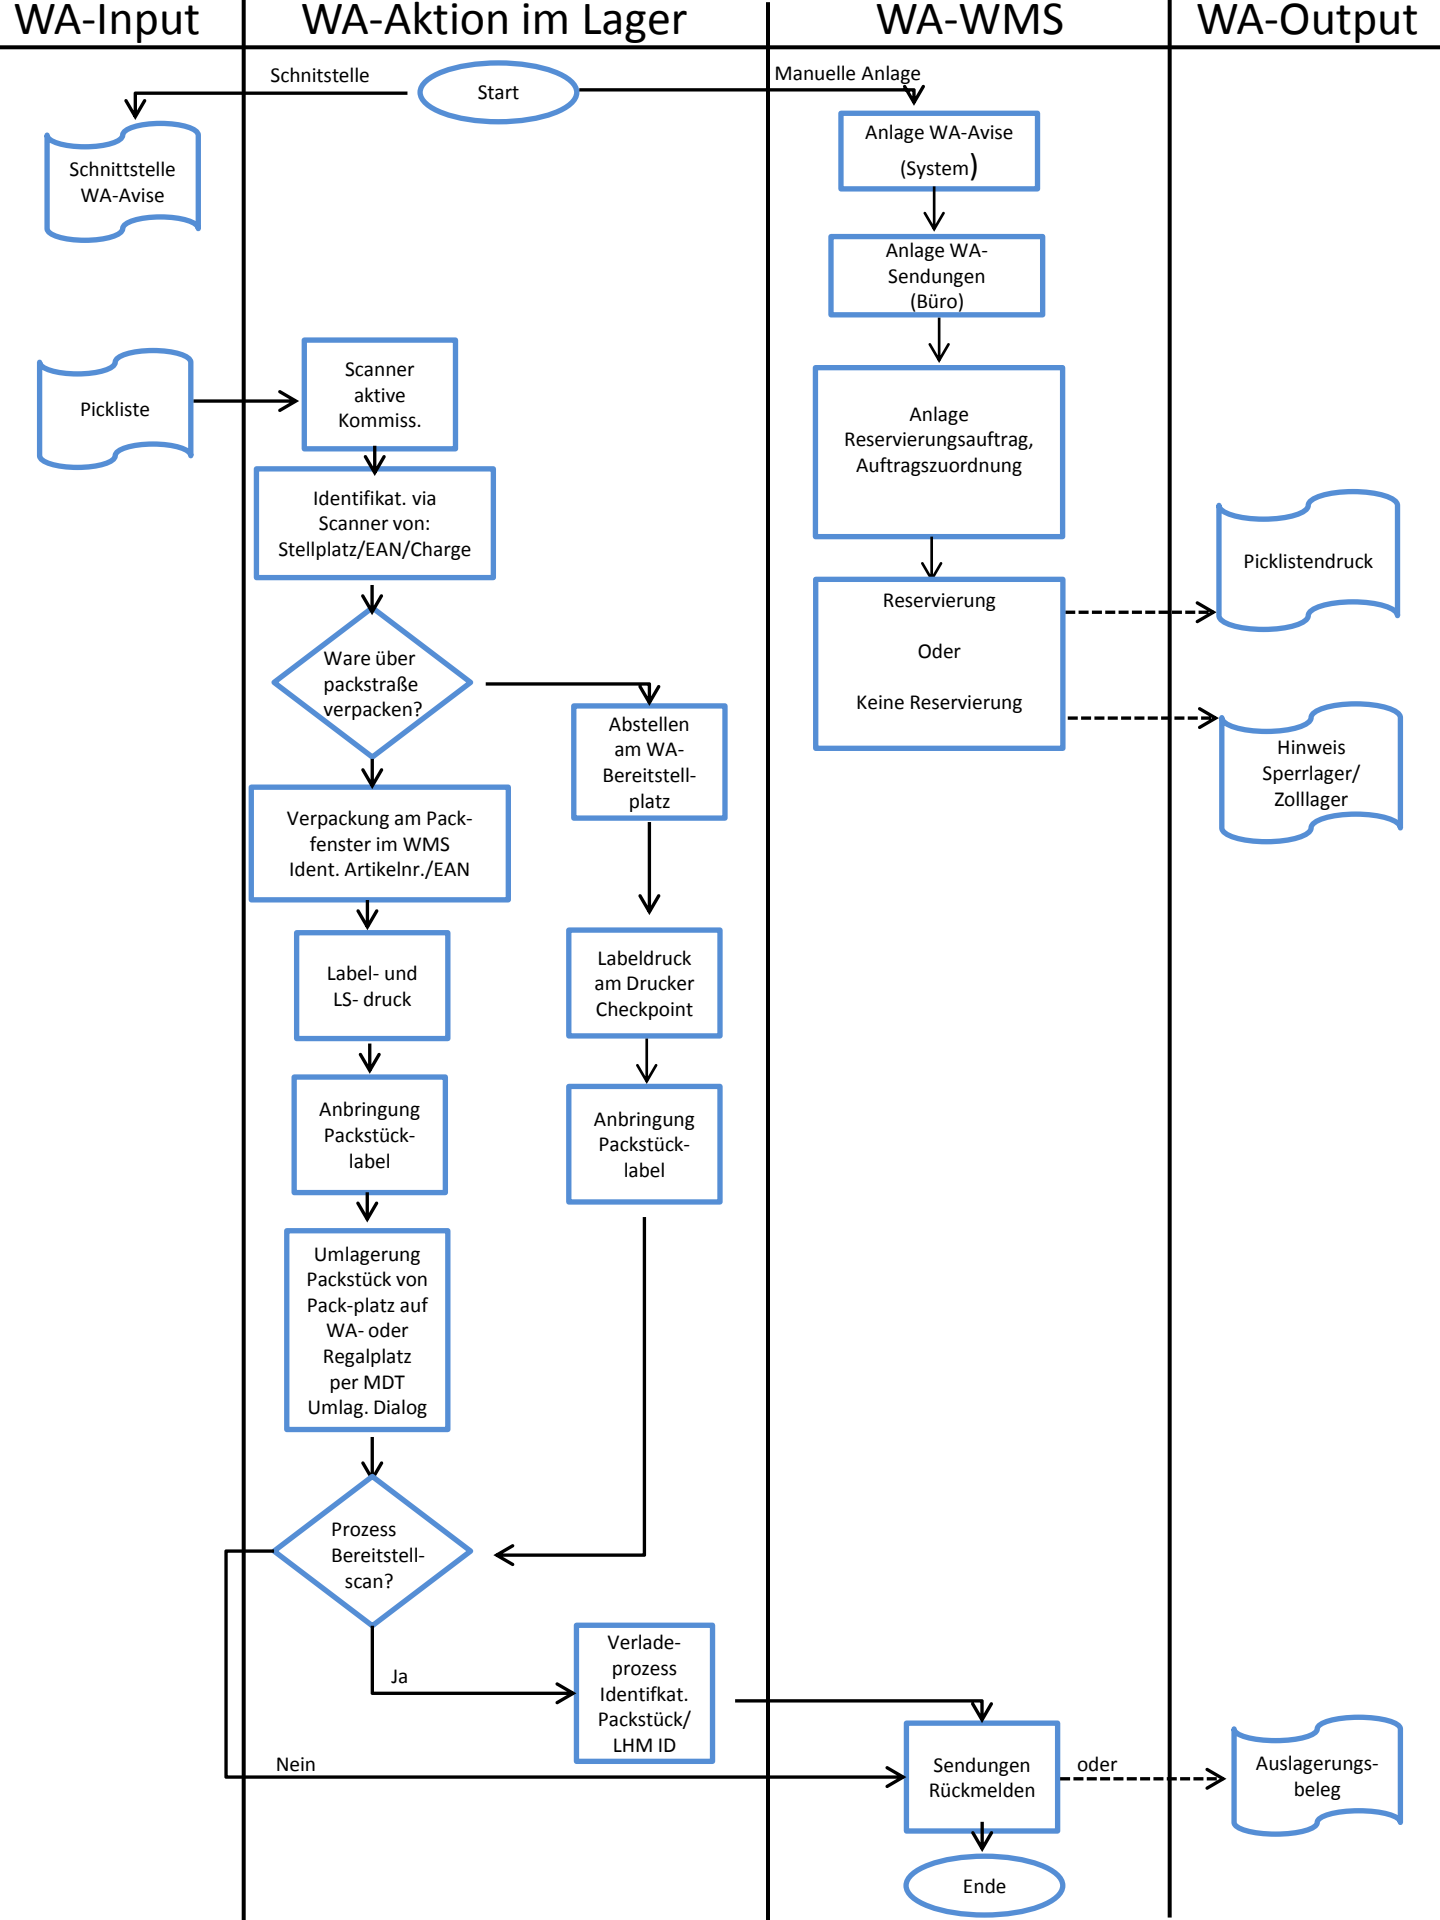 WA-Input
WA-Aktion im Lager
WA-WMS
WA-Output
Schnitstelle
Start
Manuelle Anlage
Schnittstelle
WA-Avise
Anlage WA-Avise
(System)
Anlage WA-
Sendungen
(Büro)
Pickliste
Scanner
aktive
Kommiss.
Anlage
Reservierungsauftrag,
Auftragszuordnung
Identifikat. via
Scanner von:
Stellplatz/EAN/Charge
Picklistendruck
Reservierung
Oder
Keine Reservierung
Ware über
packstraße
verpacken?
Abstellen
am WA-
Bereitstell-
platz
Hinweis
Sperrlager/
Zolllager
Verpackung am Pack-
fenster im WMS
Ident. Artikelnr./EAN
Label- und
LS- druck
Labeldruck
am Drucker
Checkpoint
Anbringung
Packstück-
label
Anbringung
Packstück-
label
Umlagerung
Packstück von
Pack-platz auf
WA- oder
Regalplatz
per MDT
Umlag. Dialog
Prozess
Bereitstell-
scan?
Ja
Verlade-
prozess
Identifkat.
Packstück/
LHM ID
Nein
Sendungen
Rückmelden
oder
Auslagerungs-
beleg
Ende